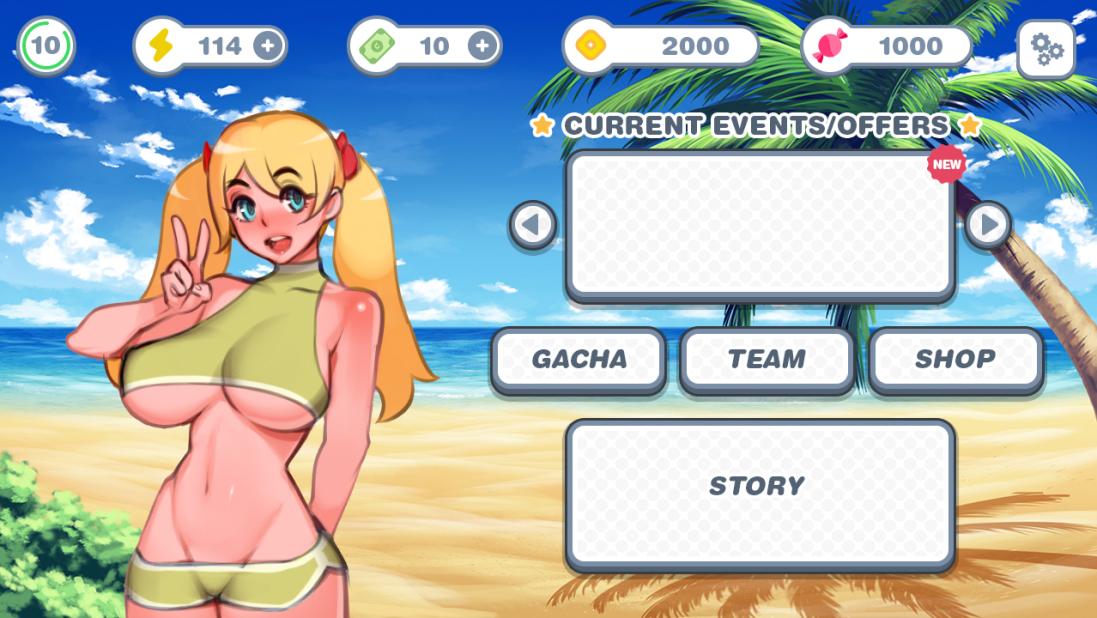 10
114
10
2000
1000
CURRENT EVENTS/OFFERS
NEW
GACHA
TEAM
SHOP
STORY